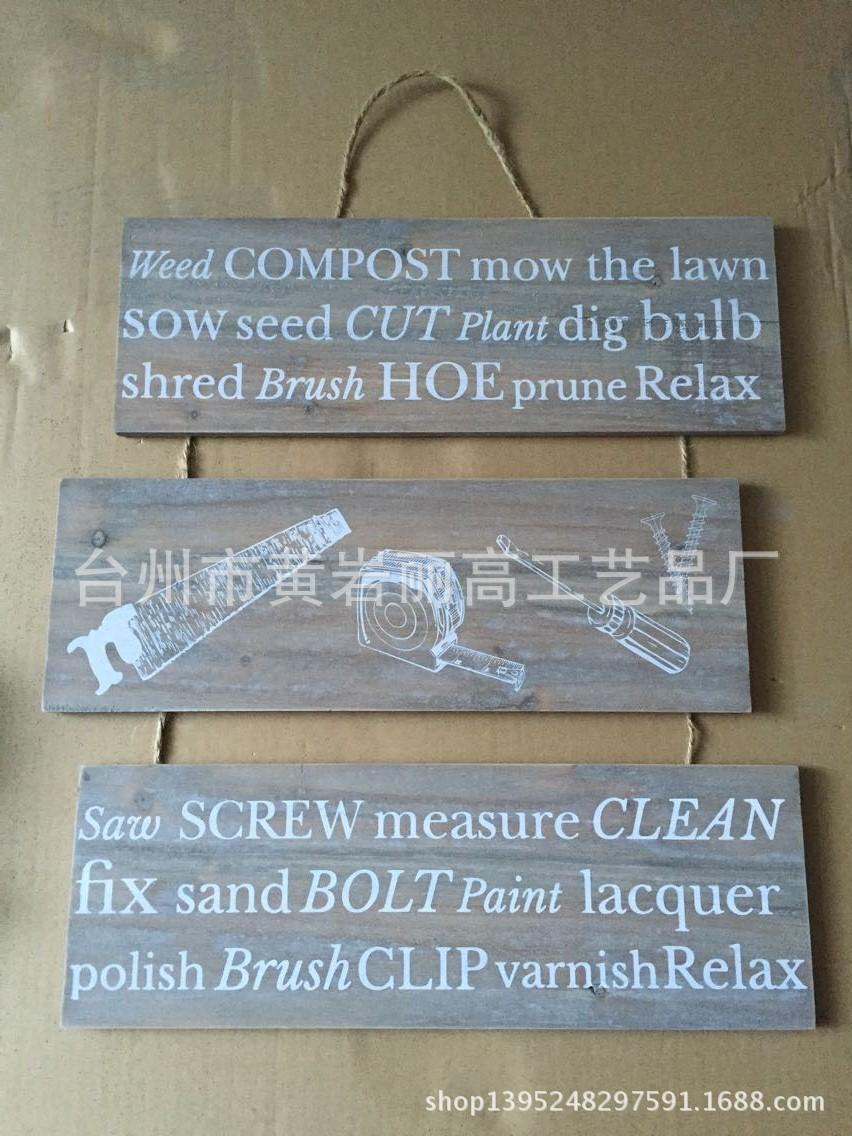 Weed COMPOST mow the lawn
sow seed CUT Plant dig bulb
shred Brush HOE prune Relax
台州市黄岩丽高工艺品厂
Saw SCREW measure CLEAN
fix sand BOLT Paint lacquer
polish Brush CLIP varnish Relax
shop1395248297591.1688.com